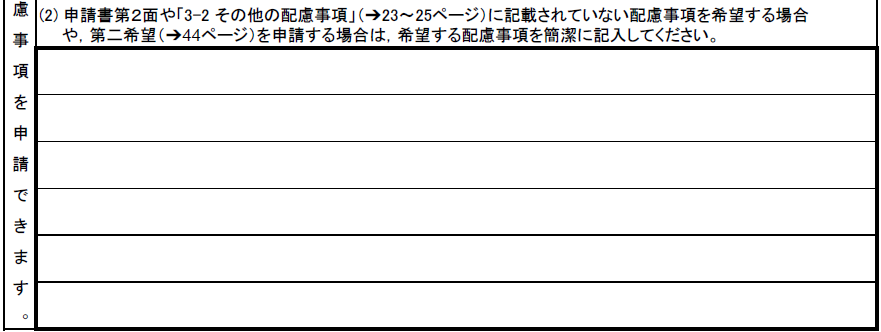 (2) 申請書第２面や「3-2 その他の配慮事項」(➔23～25ページ)に記載されていない配慮事項を希望する場合
や，第二希望(➔44ページ)を申請する場合は，希望する配慮事項を簡潔に記入してください。
慮事項を申請できます。